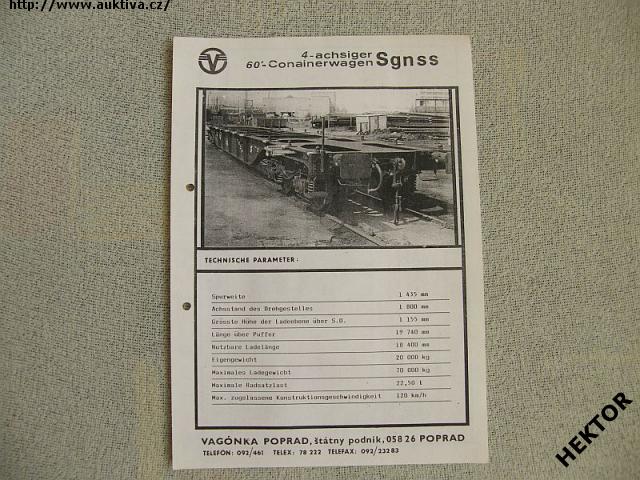 http://www.auktiva.cz/
4-achsiger
60'-Conainerwagen Sgnss
TECHNISCHE PARAMETER:
Spurweite 1 435 mm
Achsstand des Drehgestelles 1 800 mm
Grösste Höhe der Ladeebene über S.O. 1 155 mm
Länge über Puffer 19 740 mm
Nutzbare Ladelänge 18 400 mm
Eigengewicht 20 000 kg
Maximales Ladegewicht 70 000 kg
Maximale Radsatzlast 22,50 t
Max. zugelassene Konstruktionsgeschwindigkeit 120 km/h
VAGÓNKA POPRAD, štátny podnik, 058 26 POPRAD
TELEFÓN: 092/461 TELEX: 78 222 TELEFAX: 092/232 83
HEKTOR